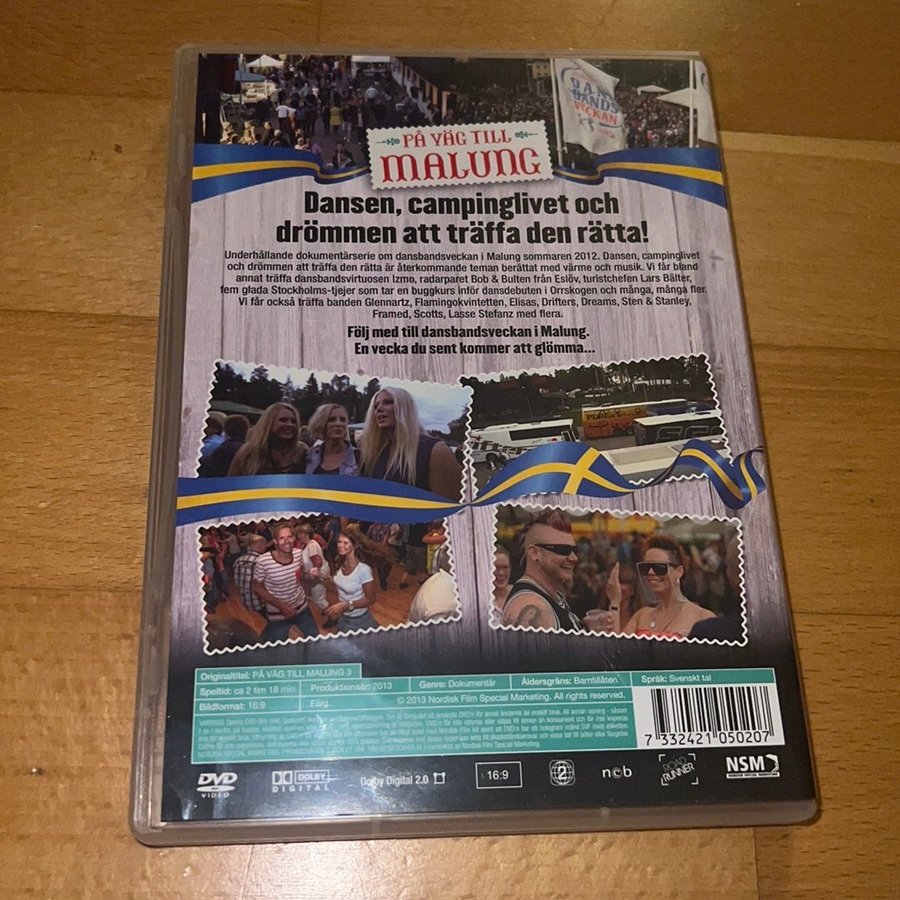 DANS
BANDS
VECKAN
PÅ VÄG TILL
MALUNG
Dansen, campinglivet och
drömmen att träffa den rätta!
Underhållande dokumentärserie om dansbandsveckan i Malung sommaren 2012. Dansen, campinglivet
och drömmen att träffa den rätta är återkommande teman berättat med värme och musik. Vi får bland
annat träffa dansbandsvirtuosen Izmo, radarparet Bob & Bulten från Eslöv, turistchefen Lars Bälter,
fem glada Stockholms-tjejer som tar en buggkurs inför dansdebuten i Orrskogen och många, många fler.
Vi får också träffa banden Glennartz, Flamingokvintetten, Elisas, Drifters, Dreams, Sten & Stanley,
Framed, Scotts, Lasse Stefanz med flera.
Följ med till dansbandsveckan i Malung.
En vecka du sent kommer att glömma...
Originaltitel: PÅ VÄG TILL MALUNG 3
Speltid: ca 2 tim 18 min Produktionsår: 2013 Genre: Dokumentär Åldersgräns: Barntillåten Språk: Svenskt tal
Bildformat: 16:9 Färg. © 2013 Nordisk Film Special Marketing. All rights reserved.
7 332421 050207
DVD VIDEO DOLBY DIGITAL Dolby Digital 2.0 16:9 2 ncb ROAD RUNNER NSM
NORDISK SPECIAL MARKETING